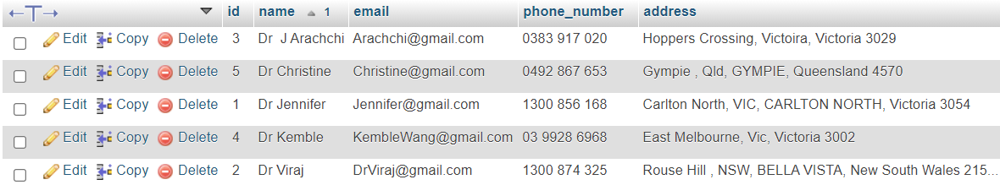 id name 1 email phone_number address
Edit Copy Delete 3 Dr J Arachchi Arachchi@gmail.com 0383 917 020 Hoppers Crossing, Victoira, Victoria 3029
Edit Copy Delete 5 Dr Christine Christine@gmail.com 0492 867 653 Gympie , Qld, GYMPIE, Queensland 4570
Edit Copy Delete 1 Dr Jennifer Jennifer@gmail.com 1300 856 168 Carlton North, VIC, CARLTON NORTH, Victoria 3054
Edit Copy Delete 4 Dr Kemble KembleWang@gmail.com 03 9928 6968 East Melbourne, Vic, Victoria 3002
Edit Copy Delete 2 Dr Viraj DrViraj@gmail.com 1300 874 325 Rouse Hill , NSW, BELLA VISTA, New South Wales 215...